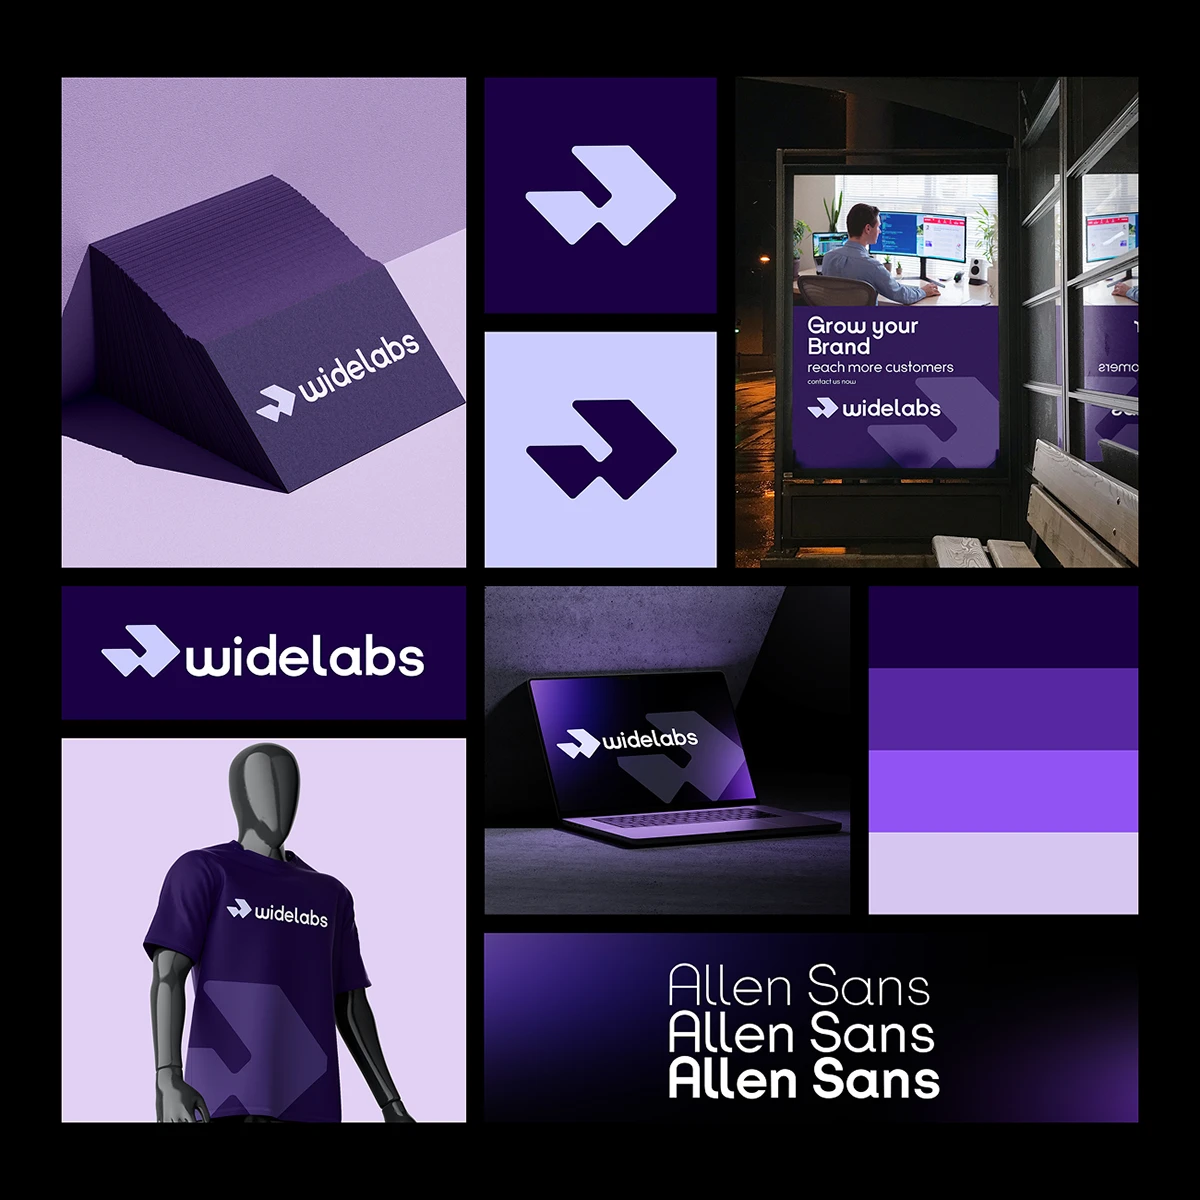 widelabs
Grow your
Brand
reach more customers
contact us now
widelabs
widelabs
widelabs
widelabs
Allen Sans
Allen Sans
Allen Sans